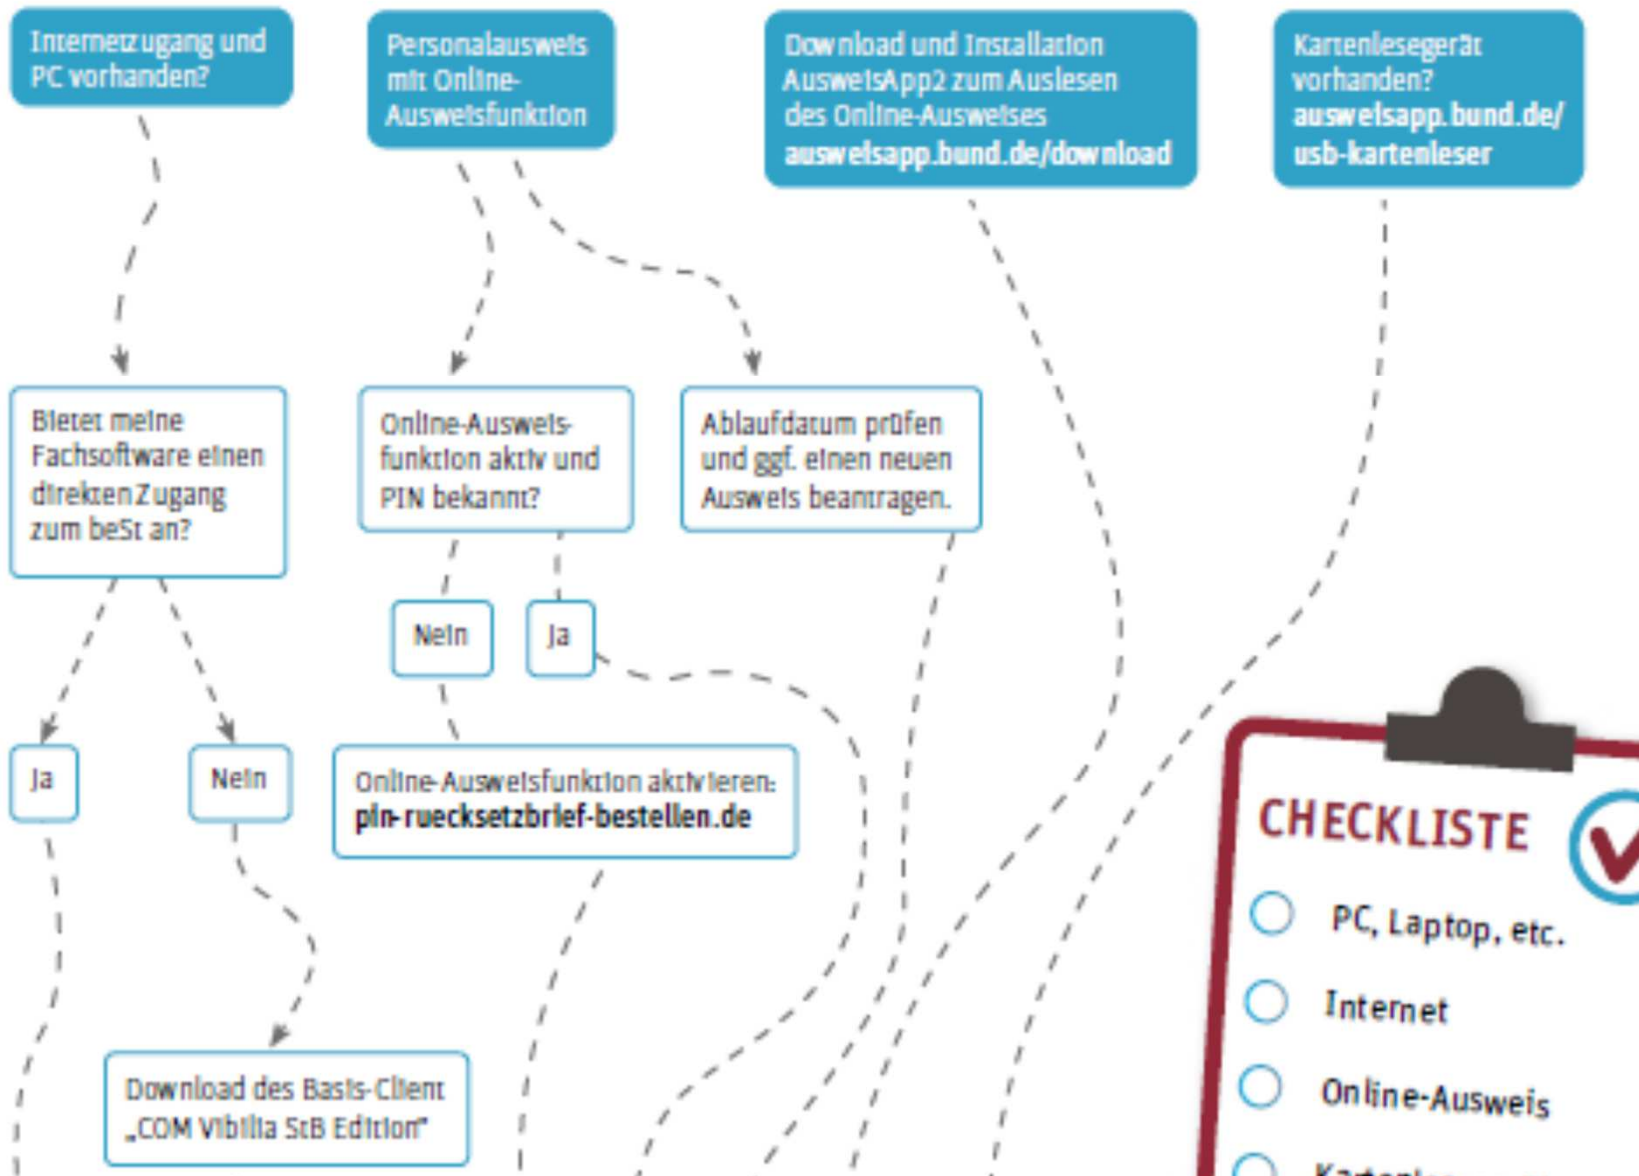 Internetzugang und
PC vorhanden?
Personalausweis
mit Online-
Ausweisfunktion
Download und Installation
AusweisApp2 zum Auslesen
des Online-Ausweises
ausweisapp.bund.de/download
Kartenlesegerät
vorhanden?
ausweisapp.bund.de/
usb-kartenleser
Bietet meine
Fachsoftware einen
direkten Zugang
zum beSt an?
Online-Ausweis-
funktion aktiv und
PIN bekannt?
Ablaufdatum prüfen
und ggf. einen neuen
Ausweis beantragen.
Nein
Ja
Ja
Nein
Online-Ausweisfunktion aktivieren:
pin-ruecksetzbrief-bestellen.de
Download des Basis-Client
„COM Vibilia StB Edition"
CHECKLISTE
PC, Laptop, etc.
Internet
Online-Ausweis